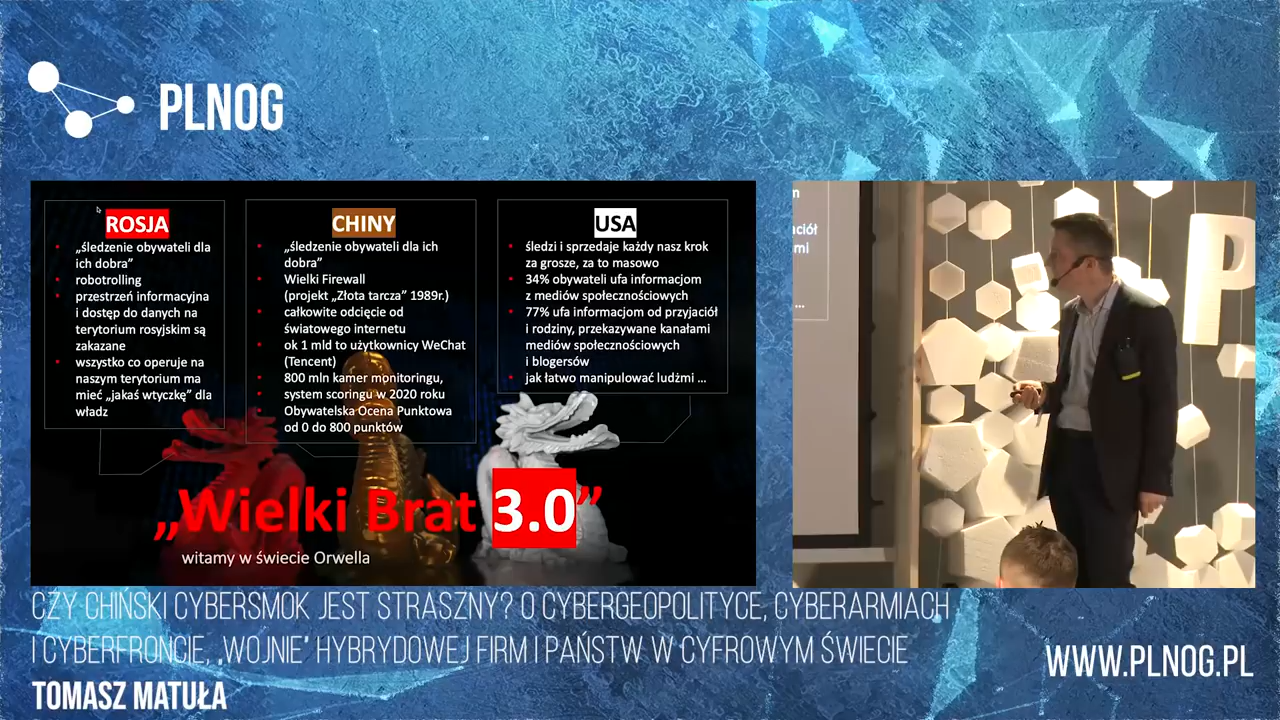 PLNOG
ROSJA
• „śledzenie obywateli dla
ich dobra”
• robotrolling
• przestrzeń informacyjna
i dostęp do danych na
terytorium rosyjskim są
zakazane
• wszystko co operuje na
naszym terytorium ma
mieć „jakaś wtyczkę” dla
władz
CHINY
• „śledzenie obywateli dla ich
dobra”
• Wielki Firewall
(projekt „Złota tarcza” 1989r.)
• całkowite odcięcie od
światowego internetu
• ok 1 mld to użytkownicy WeChat
(Tencent)
• 800 mln kamer monitoringu,
• system scoringu w 2020 roku
• Obywatelska Ocena Punktowa
od 0 do 800 punktów
USA
• śledzi i sprzedaje każdy nasz krok
za grosze, za to masowo
• 34% obywateli ufa informacjom
z mediów społecznościowych
• 77% ufa informacjom od przyjaciół
i rodziny, przekazywane kanałami
mediów społecznościowych
i blogersów
• jak łatwo manipulować ludźmi ...
„Wielki Brat 3.0”
witamy w świecie Orwella
P
CZY CHIŃSKI CYBERSMOK JEST STRASZNY? O CYBERGEOPOLITYCE, CYBERARMIACH
I CYBERFRONCIE, „WOJNIE” HYBRYDOWEJ FIRM I PAŃSTW W CYFROWYM ŚWIECIE
TOMASZ MATUŁA
WWW.PLNOG.PL